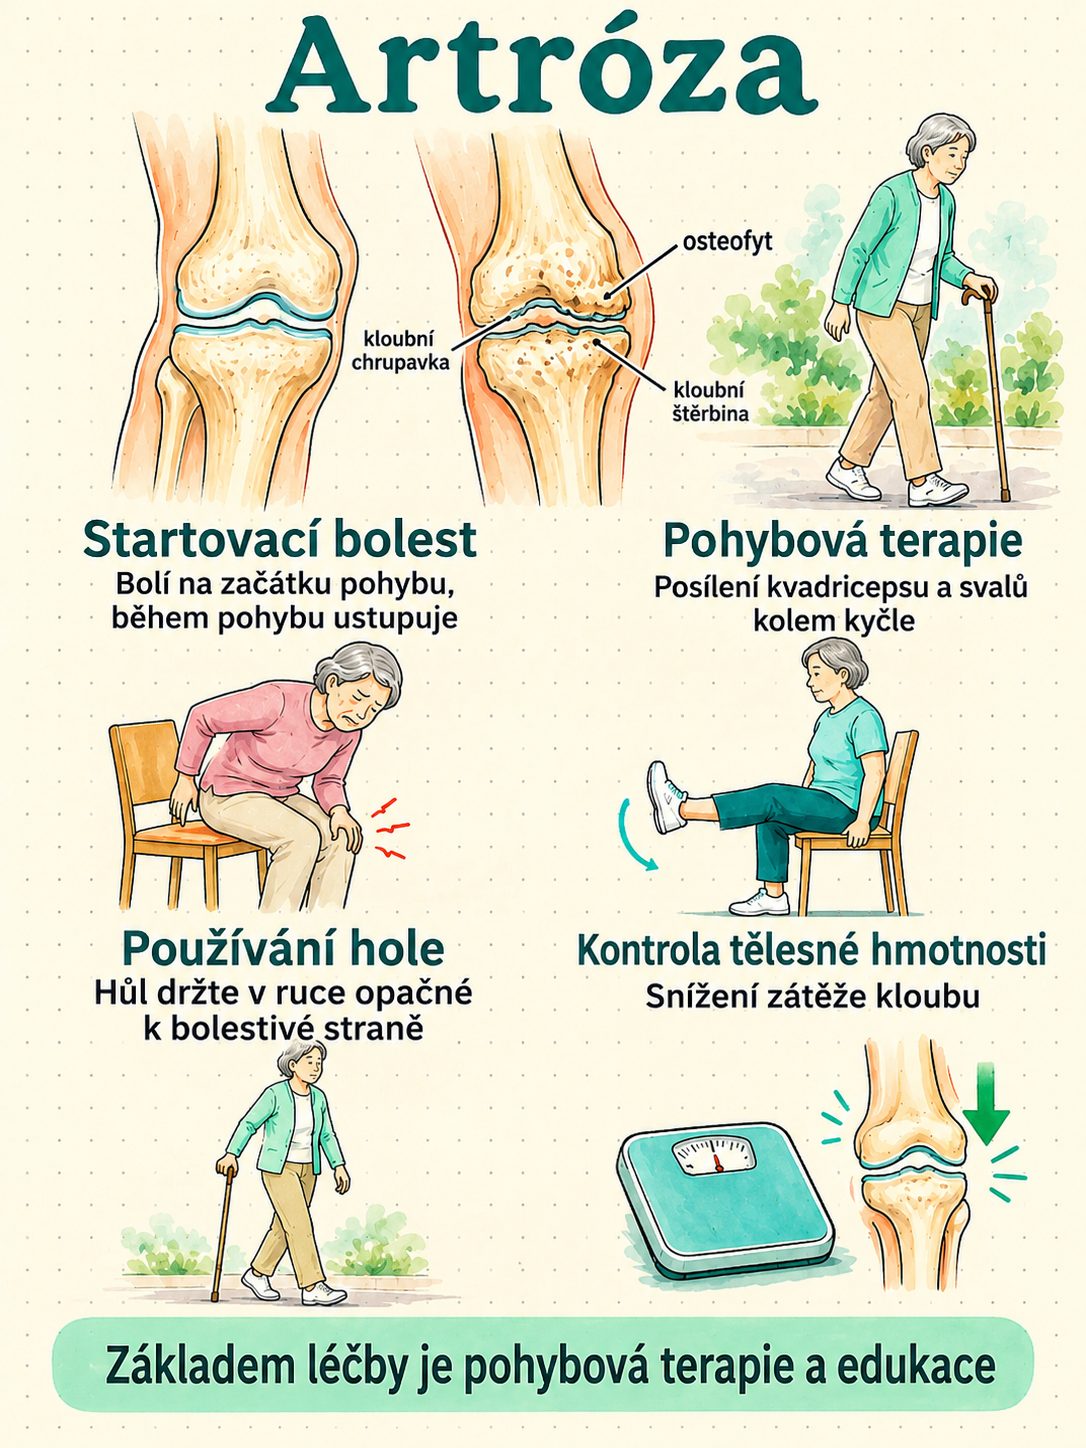 Artróza
osteofyt
kloubní
chrupavka
kloubní
štěrbina
Startovací bolest
Bolí na začátku pohybu,
během pohybu ustupuje
Pohybová terapie
Posílení kvadricepsu a svalů
kolem kyčle
Používání hole
Hůl držte v ruce opačné
k bolestivé straně
Kontrola tělesné hmotnosti
Snížení zátěže kloubu
Základem léčby je pohybová terapie a edukace